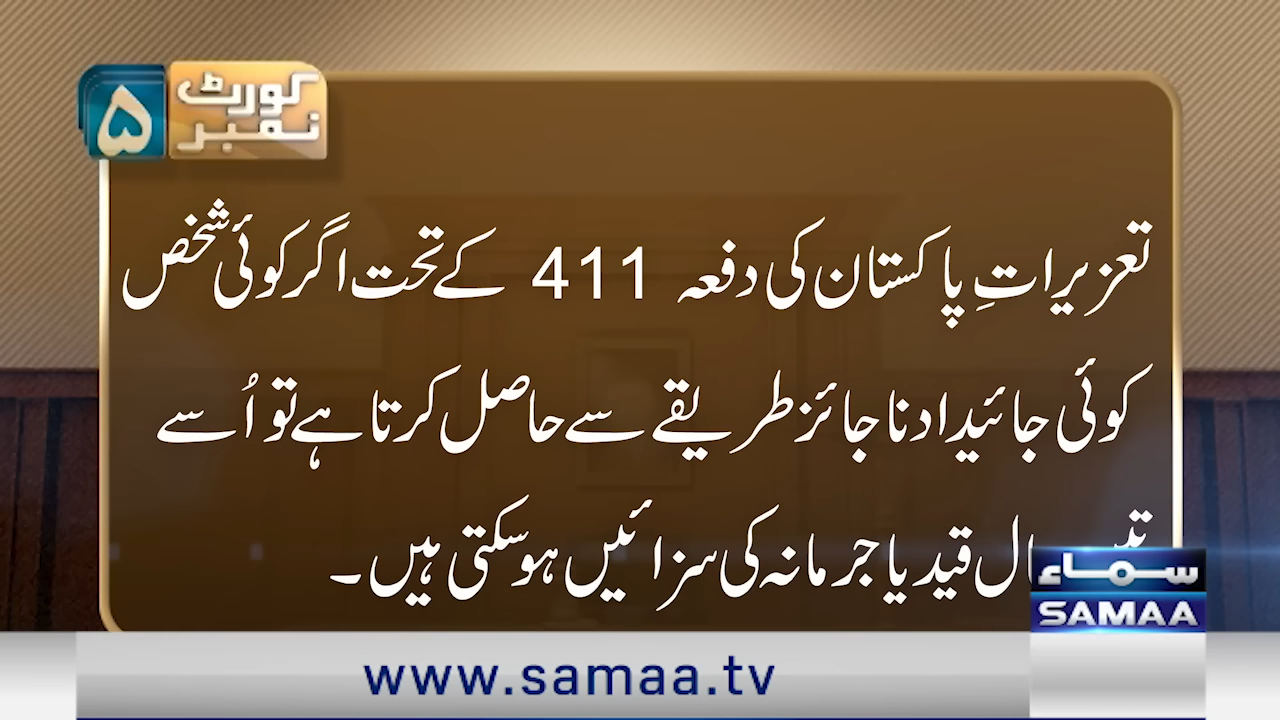 کورٹ
نمبر
۵
تعزیراتِ پاکستان کی دفعہ 411 کے تحت اگر کوئی شخص
کوئی جائیداد ناجائز طریقے سے حاصل کرتا ہے تو اُسے
قید یا جرمانہ کی سزائیں ہوسکتی ہیں۔
سماء
SAMAA
www.samaa.tv